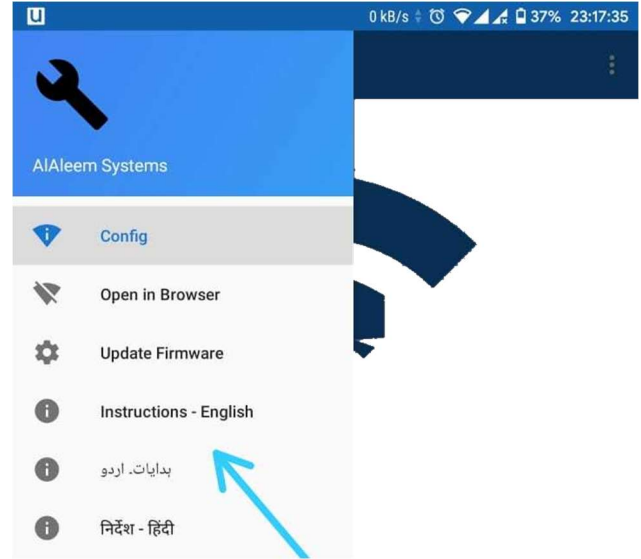 0 kB/s 37% 23:17:35
AlAleem Systems
Config
Open in Browser
Update Firmware
Instructions - English
ہدایات۔ اردو
निर्देश - हिंदी